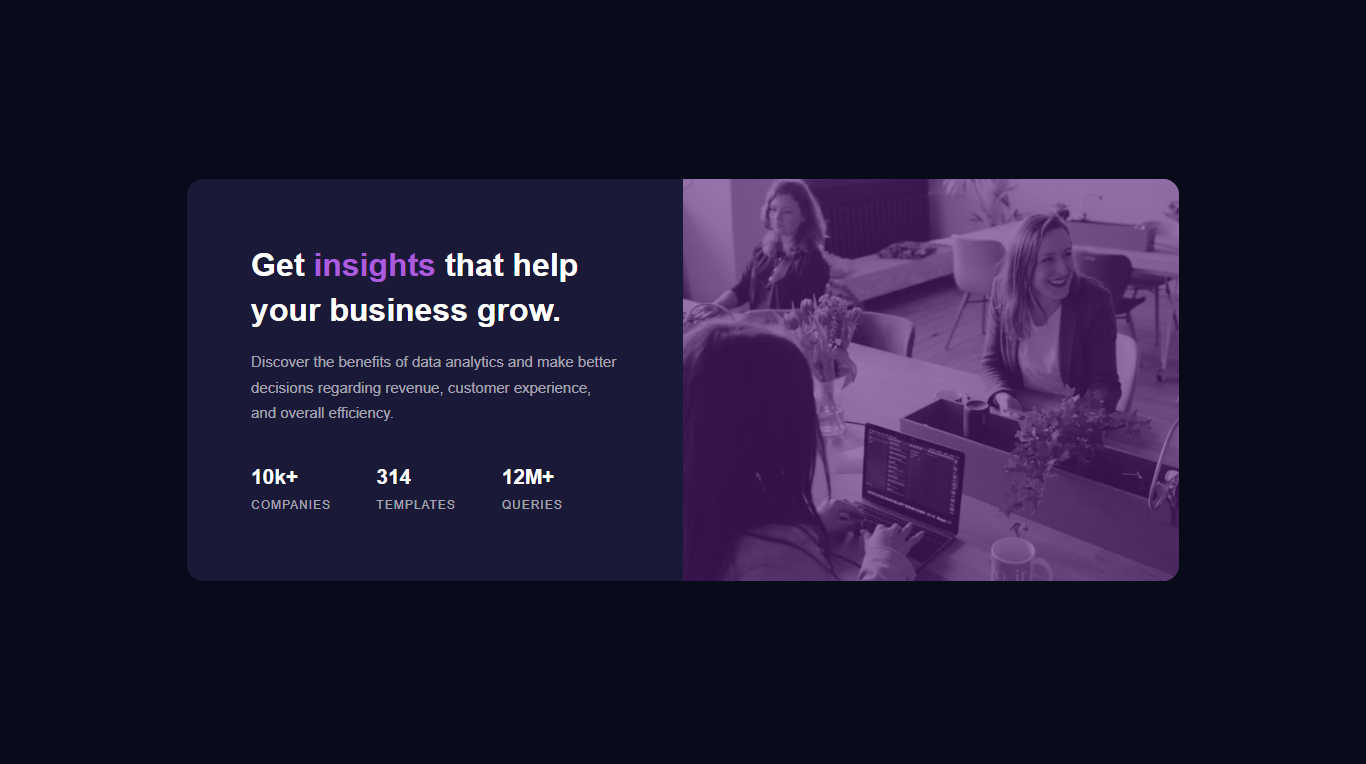 Get insights that help
your business grow.
Discover the benefits of data analytics and make better
decisions regarding revenue, customer experience,
and overall efficiency.
10k+ 314 12M+
COMPANIES TEMPLATES QUERIES